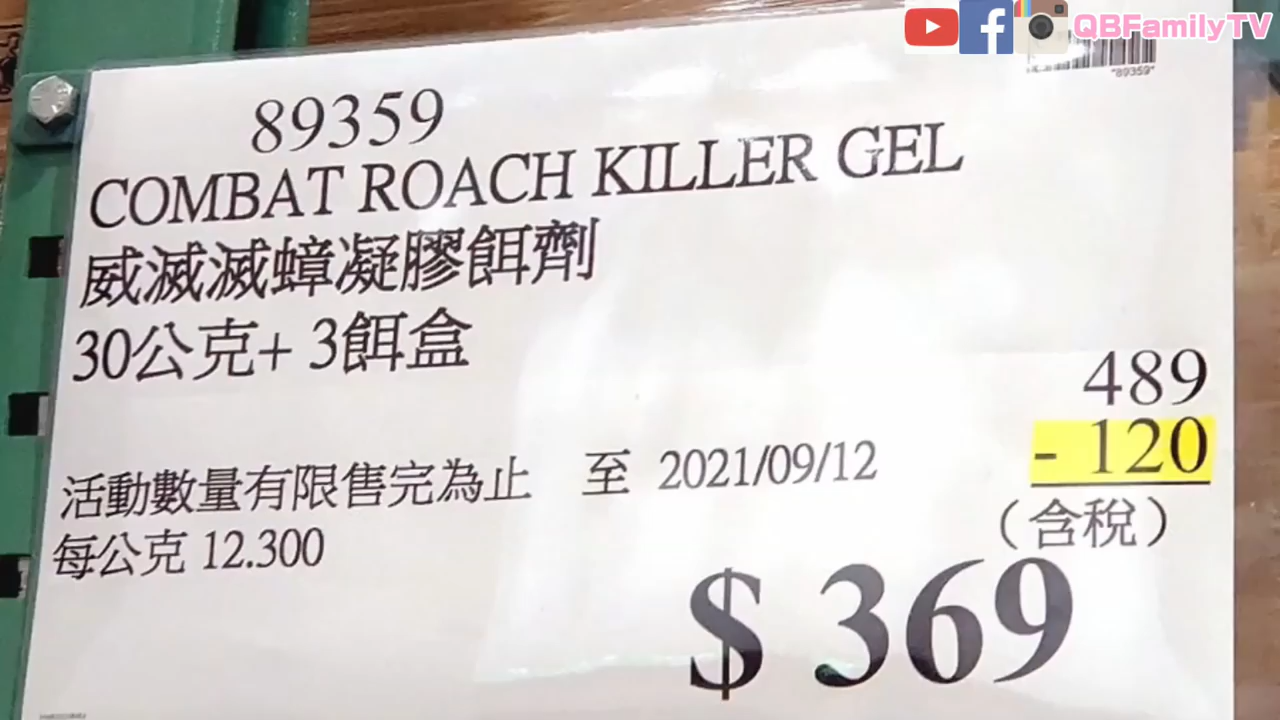 QBFamilyTV
*89359*
89359
COMBAT ROACH KILLER GEL
威滅滅蟑凝膠餌劑
30公克+ 3餌盒
489
- 120
活動數量有限售完為止 至 2021/09/12
（含稅）
每公克 12.300
$ 369